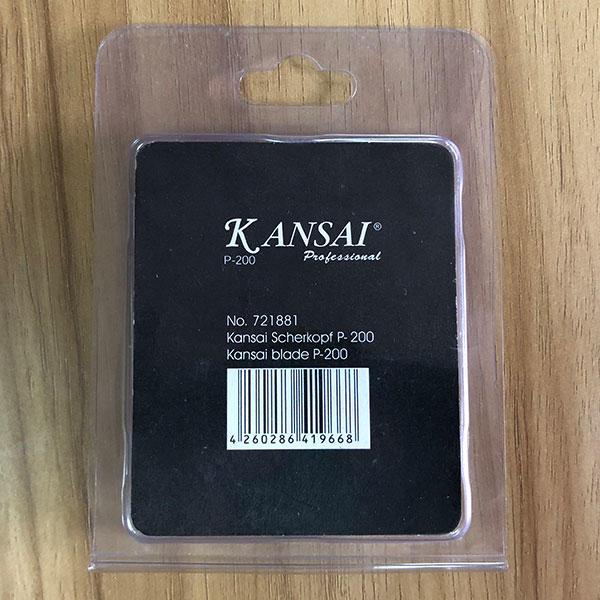 KANSAI®
P-200 Professional
No. 721881
Kansai Scherkopf P- 200
Kansai blade P-200
4 260286 419668